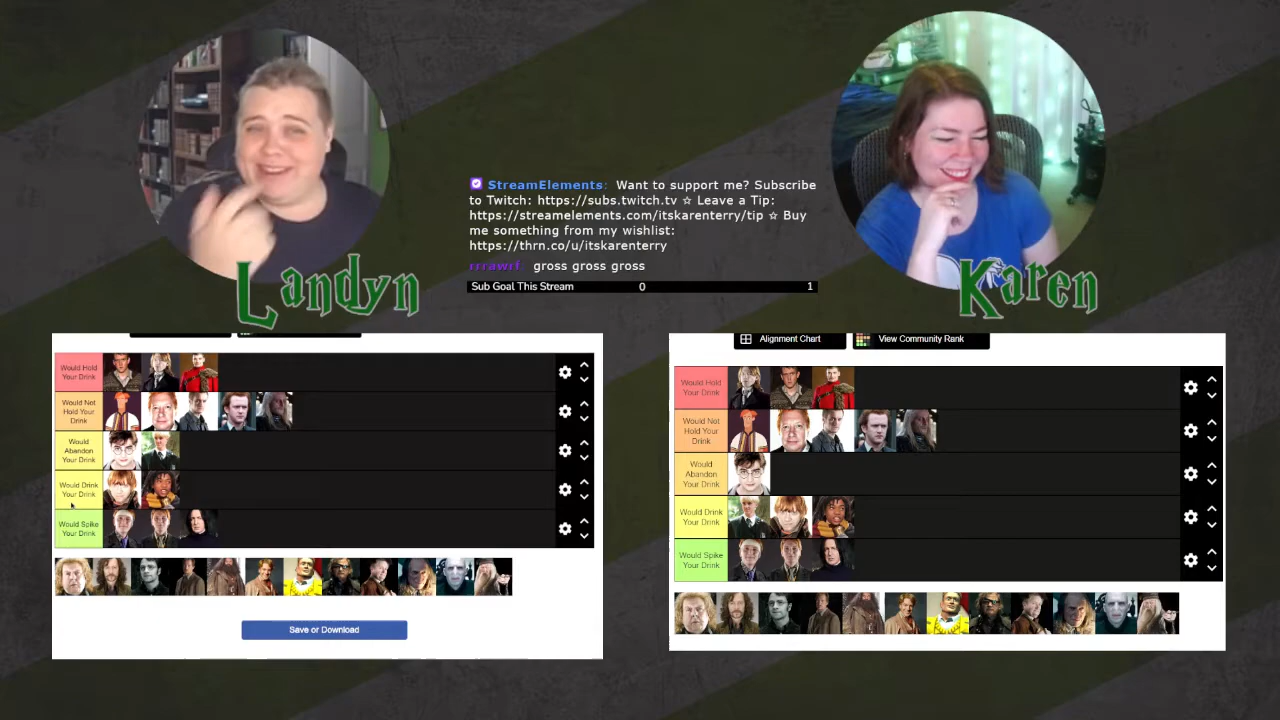 StreamElements: Want to support me? Subscribe
to Twitch: https://subs.twitch.tv ☆ Leave a Tip:
https://streamelements.com/itskarenterry/tip ☆ Buy
me something from my wishlist:
https://thrn.co/u/itskarenterry
rrrawrf: gross gross gross
Sub Goal This Stream 0 1
Landyn
Karen
Would Hold
Your Drink
Would Not
Hold Your
Drink
Would
Abandon
Your Drink
Would Drink
Your Drink
Would Spike
Your Drink
Save or Download
Alignment Chart
View Community Rank
Would Hold
Your Drink
Would Not
Hold Your
Drink
Would
Abandon
Your Drink
Would Drink
Your Drink
Would Spike
Your Drink